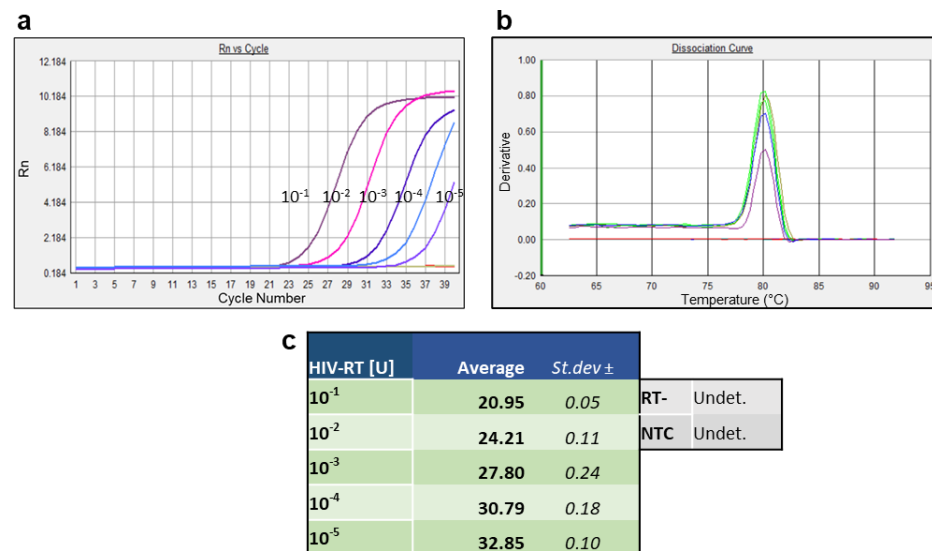 a
Rn vs Cycle
12.184
10.184
8.184
6.184
4.184
2.184
0.184
Rn
10⁻¹ 10⁻² 10⁻³ 10⁻⁴ 10⁻⁵
1 3 5 7 9 11 13 15 17 19 21 23 25 27 29 31 33 35 37 39
Cycle Number
b
Dissociation Curve
1.00
0.80
0.60
0.40
0.20
0.00
-0.20
Derivative
60 65 70 75 80 85 90 95
Temperature (°C)
c
HIV-RT [U] Average St.dev ±
10⁻¹ 20.95 0.05 RT- Undet.
10⁻² 24.21 0.11 NTC Undet.
10⁻³ 27.80 0.24
10⁻⁴ 30.79 0.18
10⁻⁵ 32.85 0.10